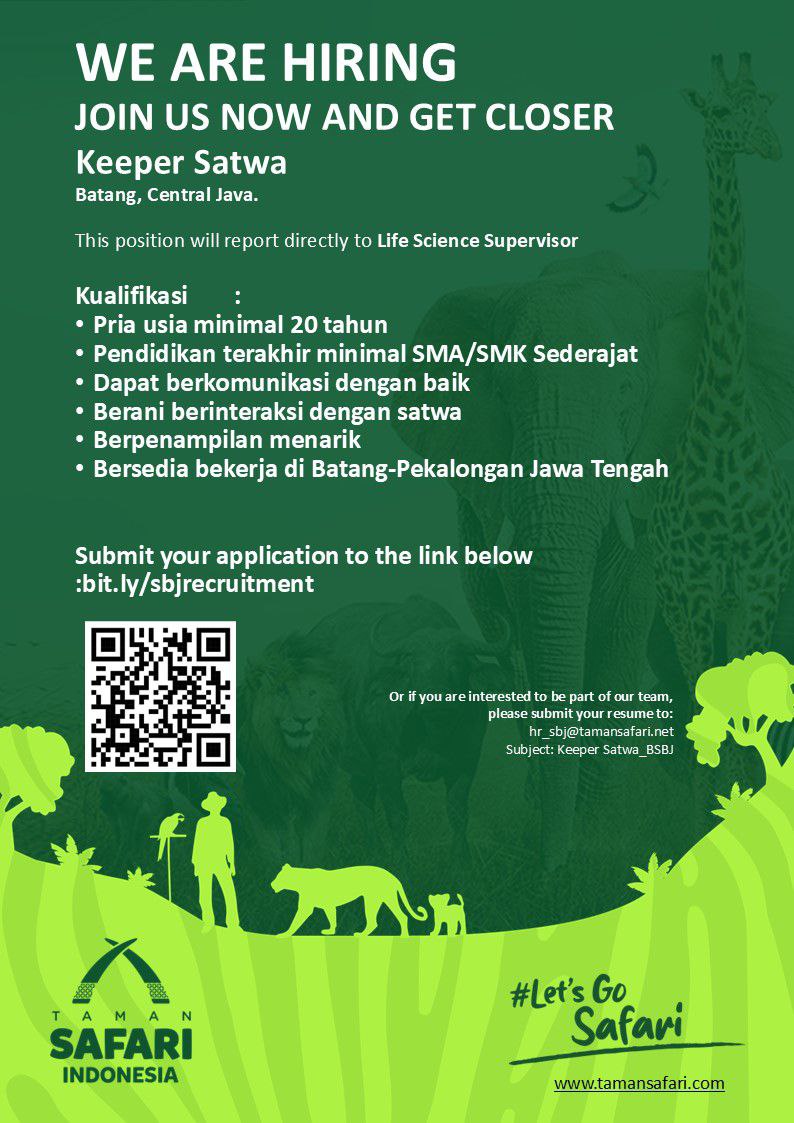 WE ARE HIRING
JOIN US NOW AND GET CLOSER
Keeper Satwa
Batang, Central Java.
This position will report directly to Life Science Supervisor
Kualifikasi :
• Pria usia minimal 20 tahun
• Pendidikan terakhir minimal SMA/SMK Sederajat
• Dapat berkomunikasi dengan baik
• Berani berinteraksi dengan satwa
• Berpenampilan menarik
• Bersedia bekerja di Batang-Pekalongan Jawa Tengah
Submit your application to the link below
:bit.ly/sbjrecruitment
Or if you are interested to be part of our team,
please submit your resume to:
hr_sbj@tamansafari.net
Subject: Keeper Satwa_BSBJ
TAMAN
SAFARI
INDONESIA
#Let's Go
Safari
www.tamansafari.com